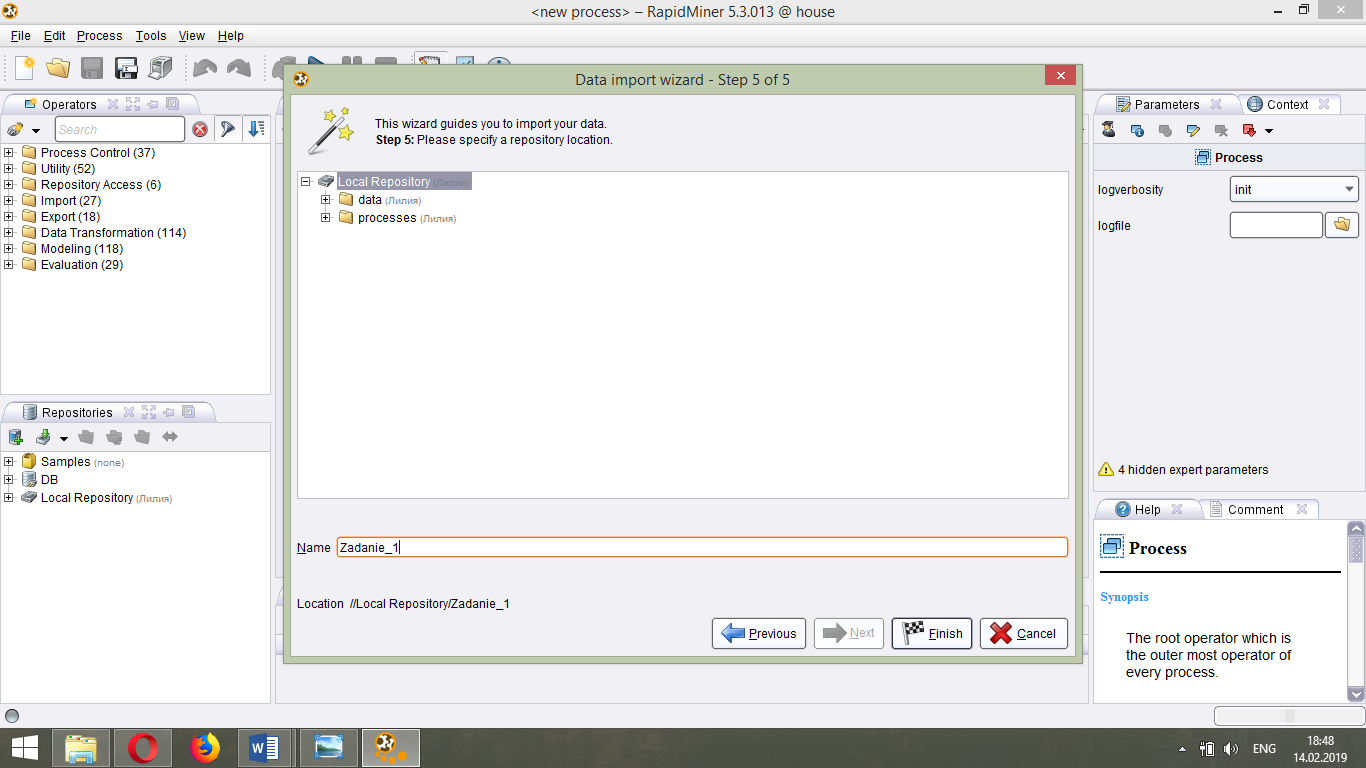 <new process> – RapidMiner 5.3.013 @ house
File Edit Process Tools View Help
Operators
Search
Process Control (37)
Utility (52)
Repository Access (6)
Import (27)
Export (18)
Data Transformation (114)
Modeling (118)
Evaluation (29)
Repositories
Samples (none)
DB
Local Repository (Лилия)
Data import wizard - Step 5 of 5
This wizard guides you to import your data.
Step 5: Please specify a repository location.
Local Repository (Лилия)
data (Лилия)
processes (Лилия)
Name Zadanie_1
Location //Local Repository/Zadanie_1
Previous Next Finish Cancel
Parameters Context
Process
logverbosity init
logfile
4 hidden expert parameters
Help Comment
Process
Synopsis
The root operator which is
the outer most operator of
every process.
ENG
18:48
14.02.2019